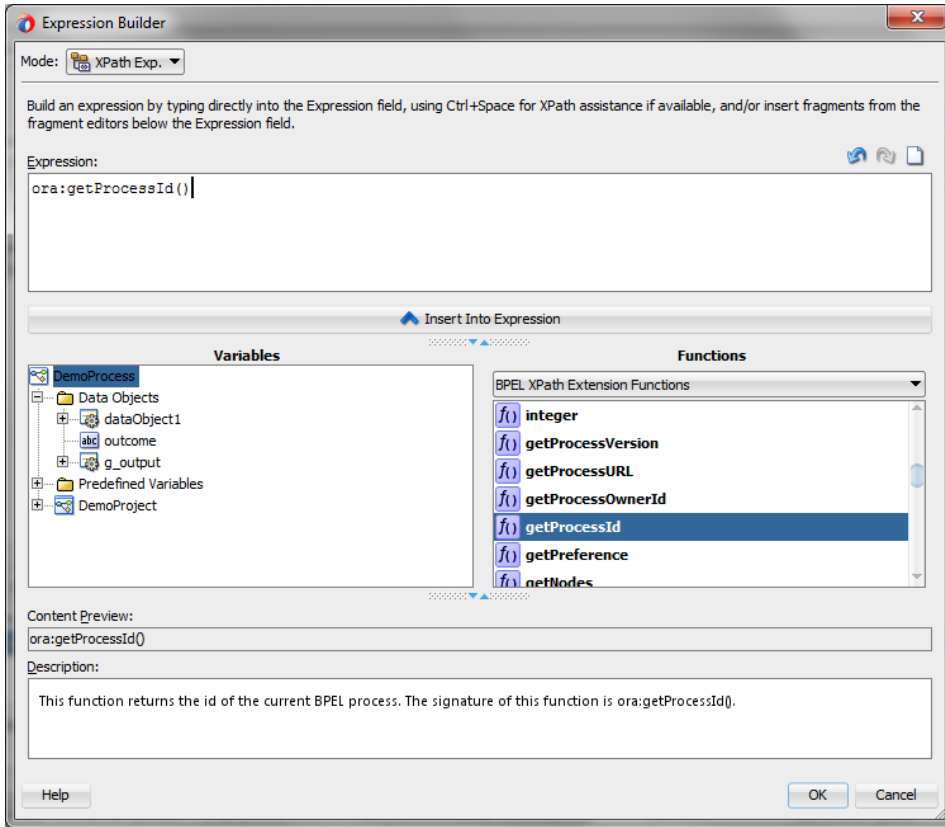 Expression Builder
Mode: XPath Exp.
Build an expression by typing directly into the Expression field, using Ctrl+Space for XPath assistance if available, and/or insert fragments from the
fragment editors below the Expression field.
Expression:
ora:getProcessId()
Insert Into Expression
Variables
DemoProcess
Data Objects
dataObject1
abc outcome
g_output
Predefined Variables
DemoProject
Functions
BPEL XPath Extension Functions
f() integer
f() getProcessVersion
f() getProcessURL
f() getProcessOwnerId
f() getProcessId
f() getPreference
f() getNodes
Content Preview:
ora:getProcessId()
Description:
This function returns the id of the current BPEL process. The signature of this function is ora:getProcessId().
Help
OK
Cancel